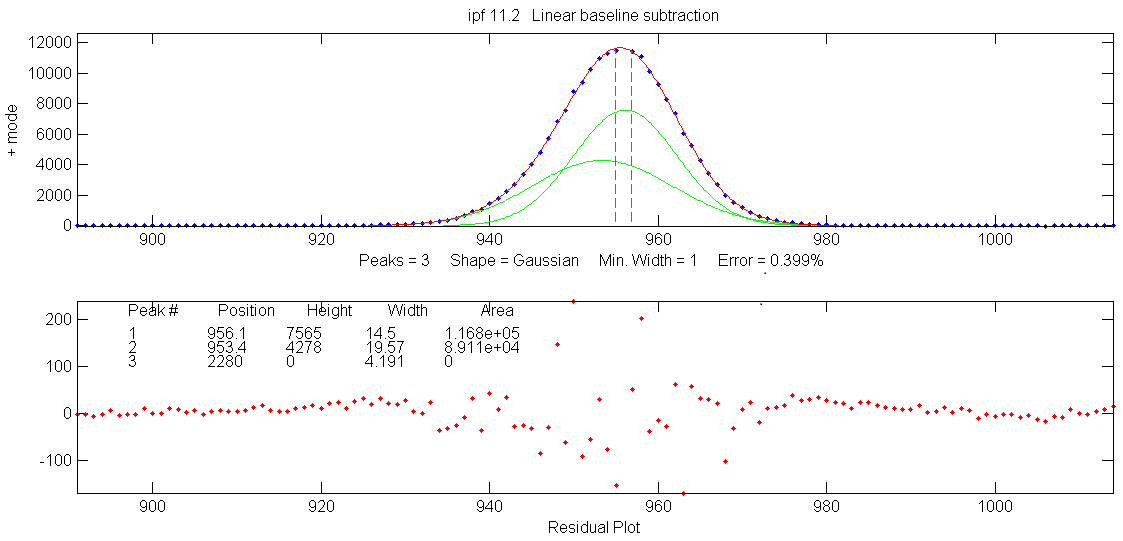 ipf 11.2 Linear baseline subtraction
12000
10000
8000
6000
4000
2000
0
+ mode
900 920 940 960 980 1000
Peaks = 3 Shape = Gaussian Min. Width = 1 Error = 0.399%
200
100
0
-100
Peak # Position Height Width Area
1 956.1 7565 14.5 1.168e+05
2 953.4 4278 19.57 8.911e+04
3 2280 0 4.191 0
900 920 940 960 980 1000
Residual Plot